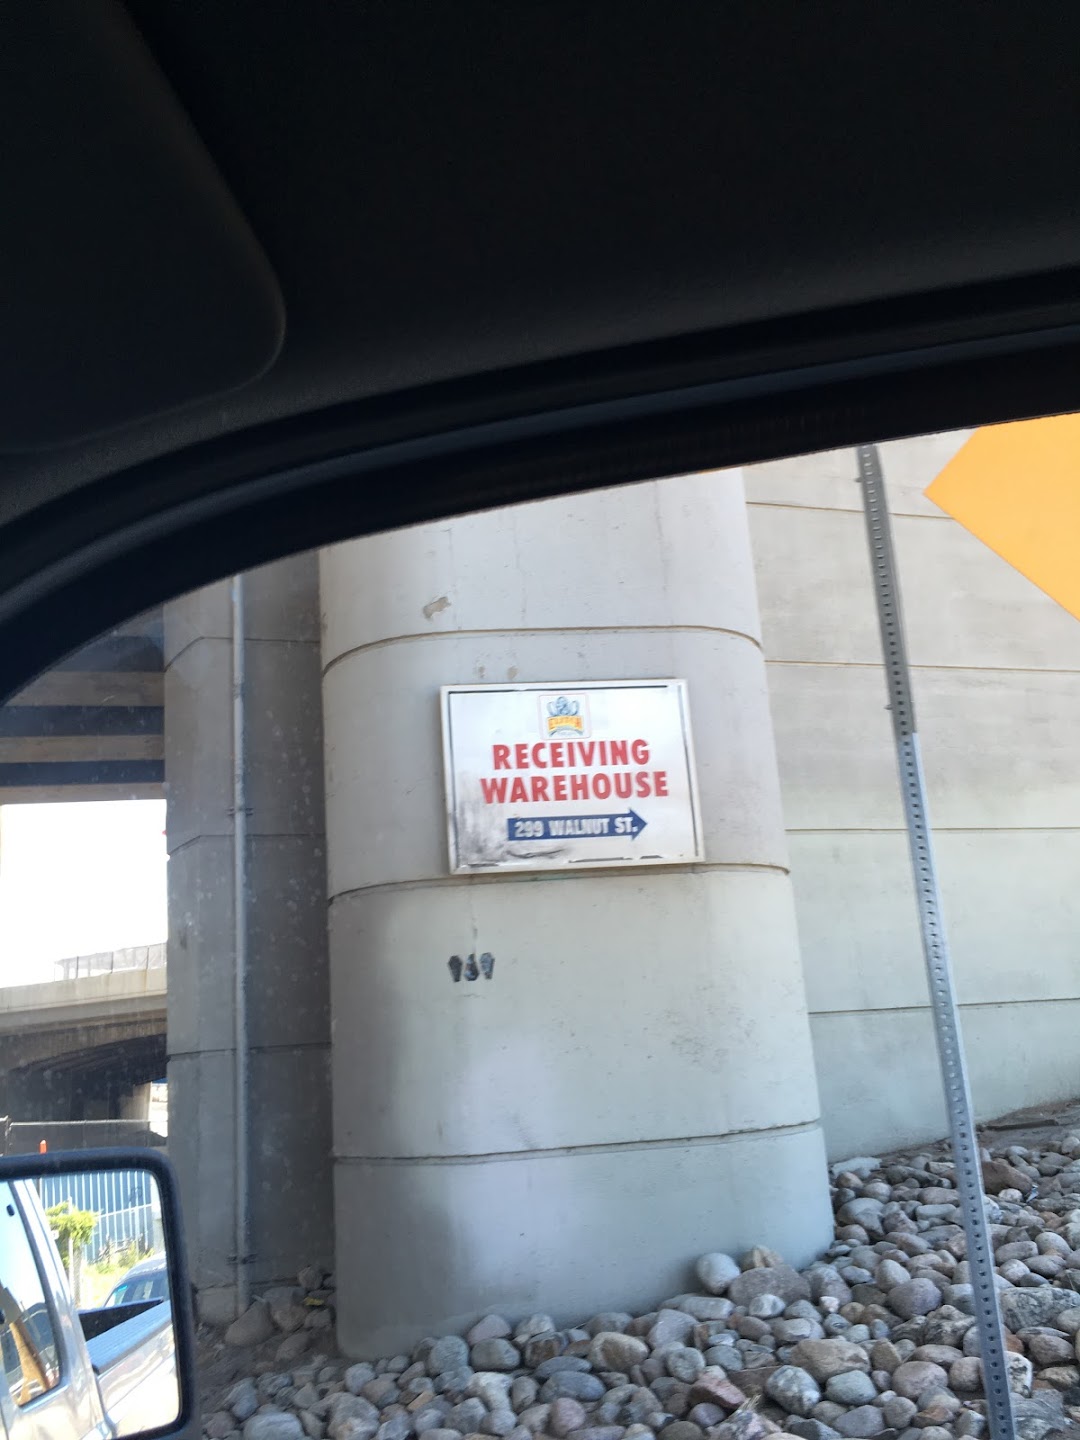 RECEIVING
WAREHOUSE
299 WALNUT ST.